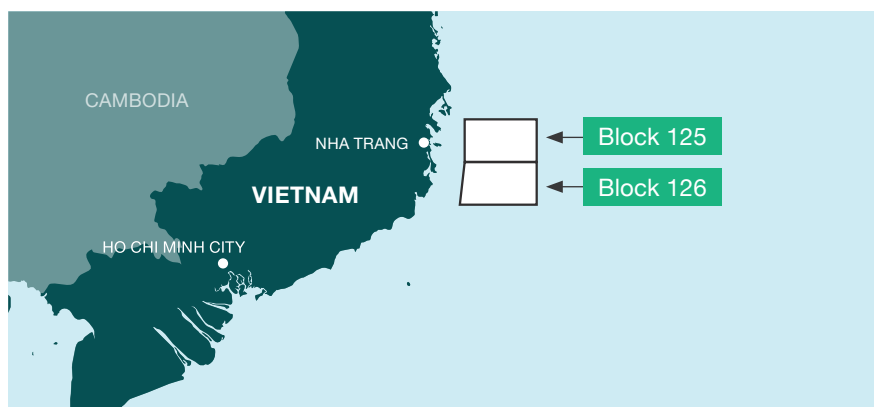 CAMBODIA
NHA TRANG
Block 125
VIETNAM
Block 126
HO CHI MINH CITY